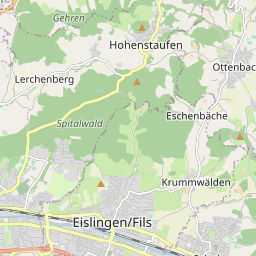 Gehren
Hohenstaufen
Ottenbac
Lerchenberg
Eschenbäche
Spitalwald
Krummwälden
Eislingen/Fils